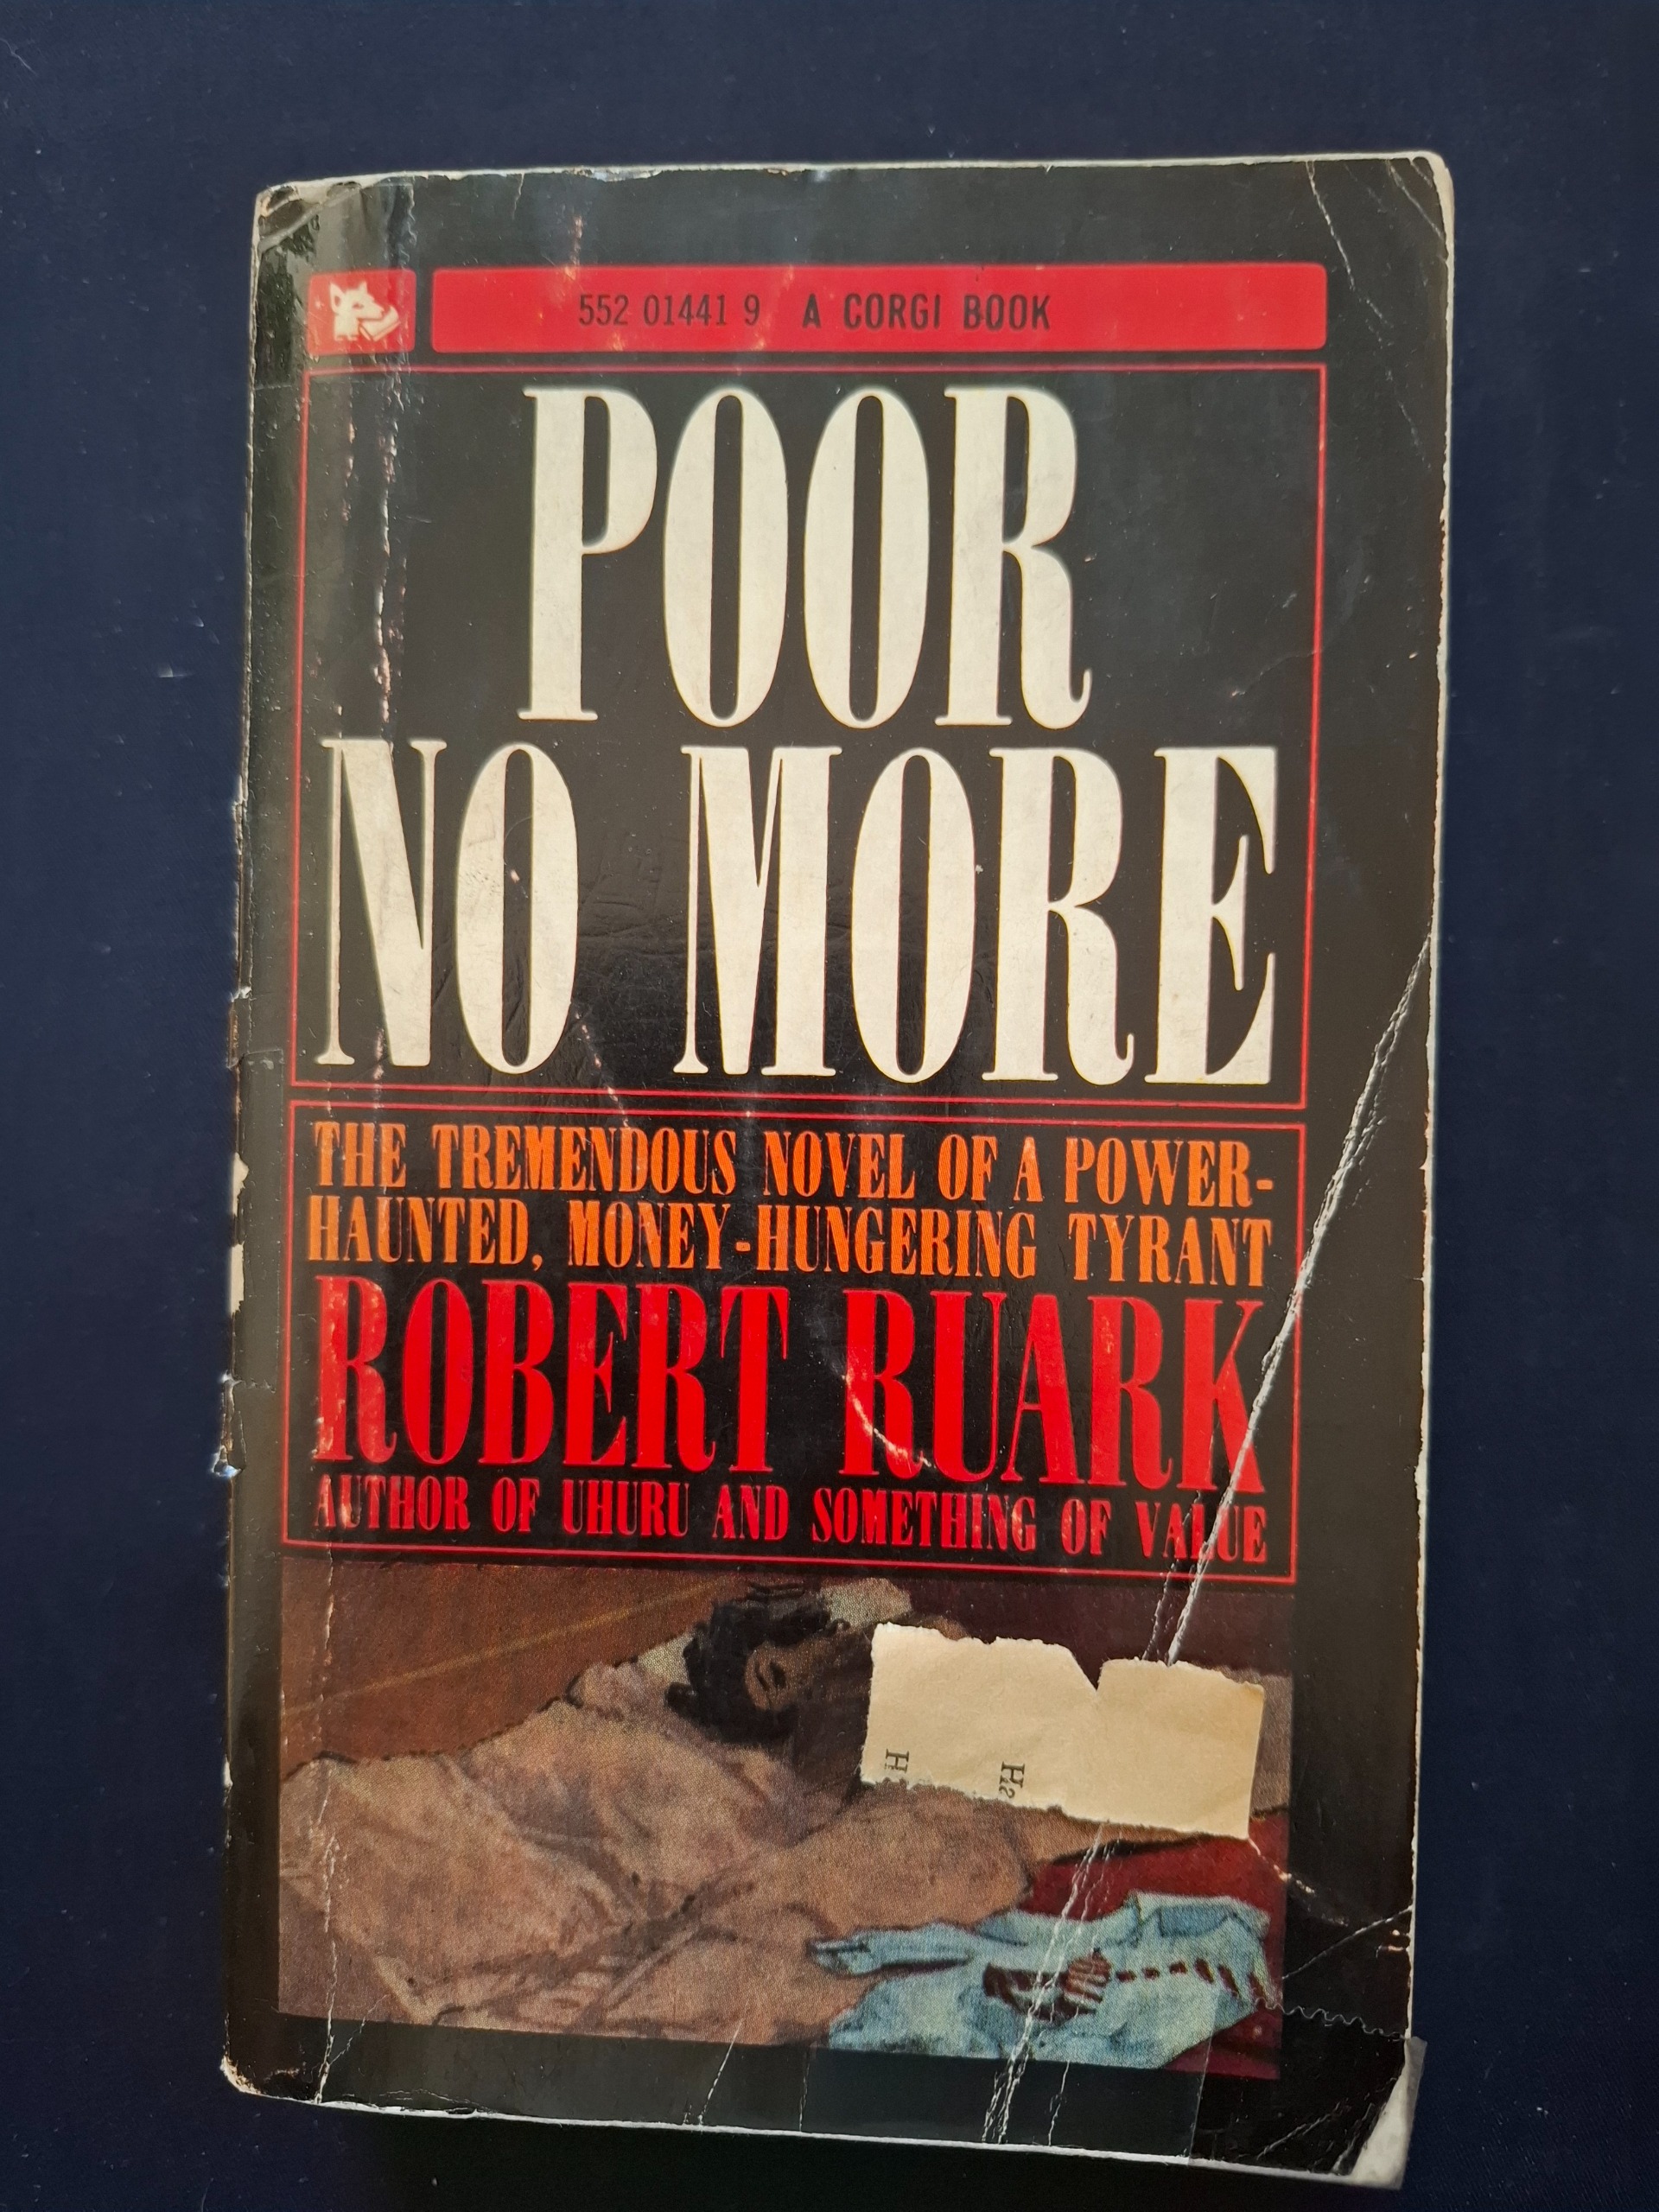 552 01441 9 A CORGI BOOK
POOR
NO MORE
THE TREMENDOUS NOVEL OF A POWER-
HAUNTED, MONEY-HUNGERING TYRANT
ROBERT RUARK
AUTHOR OF UHURU AND SOMETHING OF VALUE